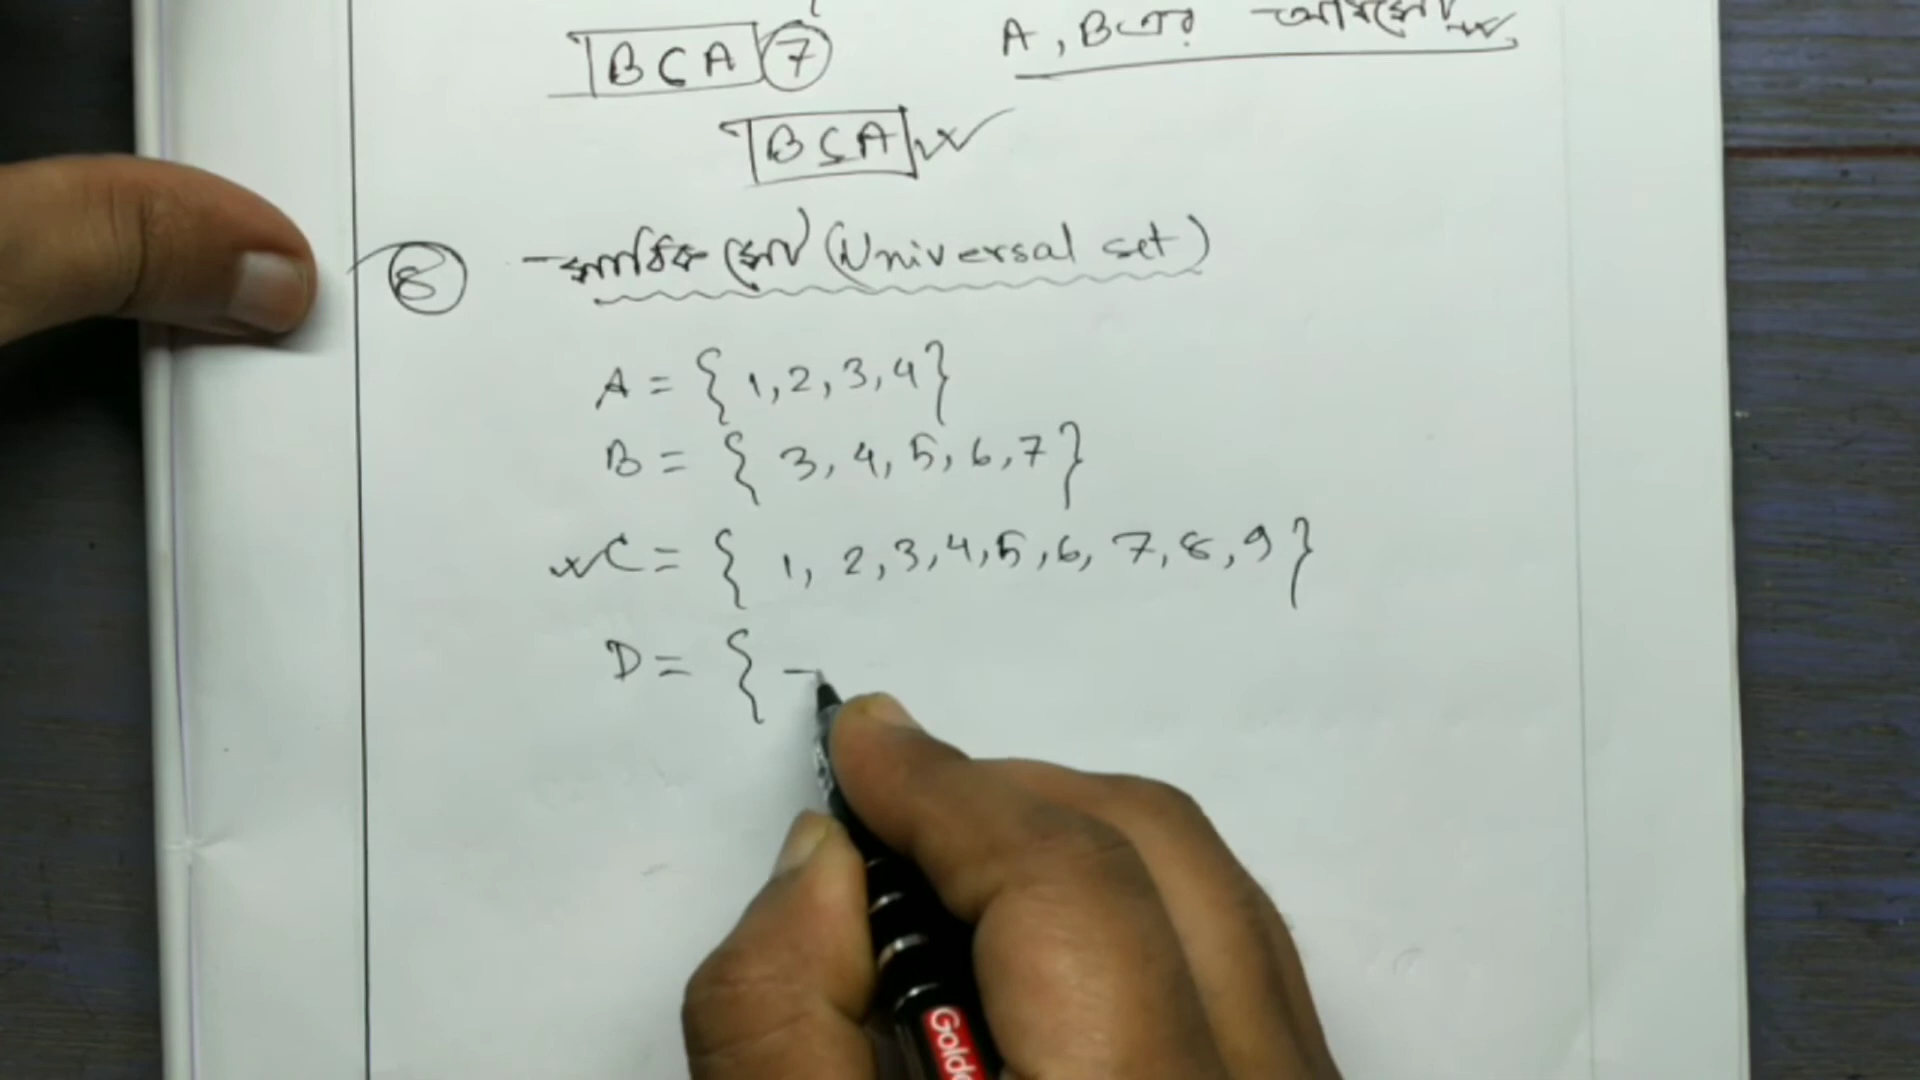 B ⊆ A 7
A, B এর
B ⊆ A
8 সার্বিক সেট (Universal set)
A = { 1, 2, 3, 4 }
B = { 3, 4, 5, 6, 7 }
C = { 1, 2, 3, 4, 5, 6, 7, 8, 9 }
D = {
Golde